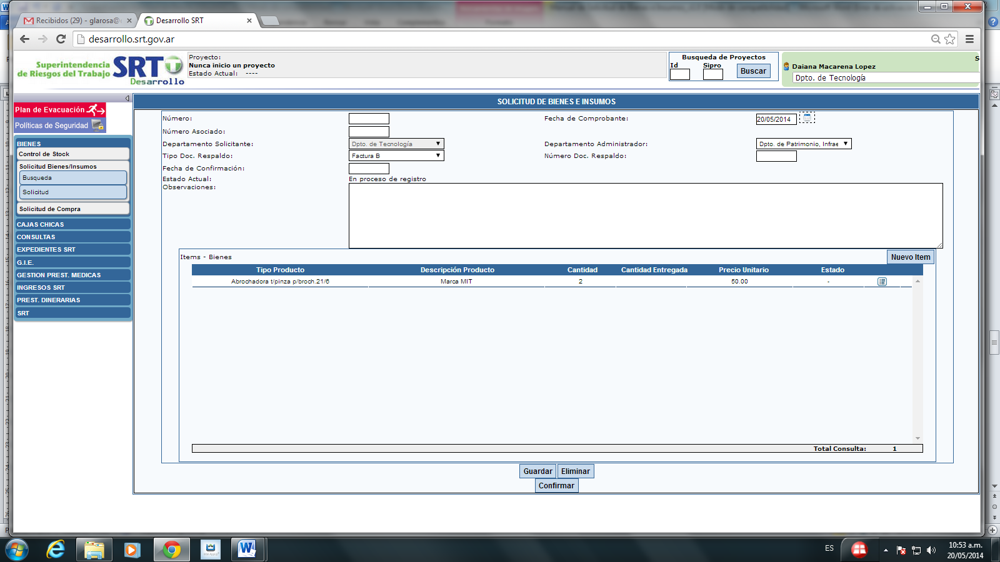 Recibidos (29) - glarosa@
Desarrollo SRT
desarrollo.srt.gov.ar
Superintendencia
de Riesgos del Trabajo
SRT
Desarrollo
Proyecto:
Nunca inicio un proyecto
Estado Actual: ----
Busqueda de Proyectos
Id
Sipro
Buscar
S
Daiana Macarena Lopez
Dpto. de Tecnología
Plan de Evacuación
Políticas de Seguridad
BIENES
Control de Stock
Solicitud Bienes/Insumos
Busqueda
Solicitud
Solicitud de Compra
CAJAS CHICAS
CONSULTAS
EXPEDIENTES SRT
G.I.E.
GESTION PREST. MEDICAS
INGRESOS SRT
PREST. DINERARIAS
SRT
SOLICITUD DE BIENES E INSUMOS
Número:
Fecha de Comprobante: 20/05/2014
Número Asociado:
Departamento Solicitante: Dpto. de Tecnología
Departamento Administrador: Dpto. de Patrimonio, Infrae
Tipo Doc. Respaldo: Factura B
Número Doc. Respaldo:
Fecha de Confirmación:
Estado Actual: En proceso de registro
Observaciones:
Items - Bienes
Nuevo Item
Tipo Producto Descripción Producto Cantidad Cantidad Entregada Precio Unitario Estado
Abrochadora t/pinza p/broch.21/6 Marca MIT 2 50.00 -
Total Consulta: 1
Guardar Eliminar
Confirmar
ES
10:53 a.m.
20/05/2014